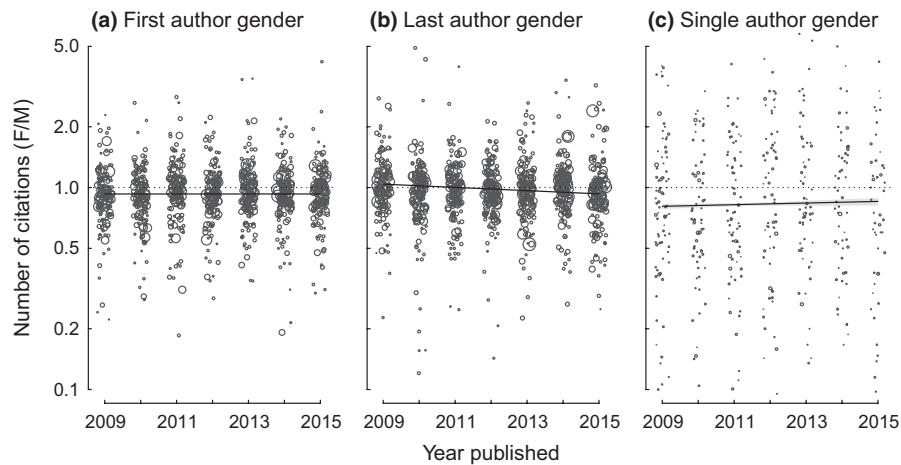 (a) First author gender
(b) Last author gender
(c) Single author gender
Number of citations (F/M)
5.0
2.0
1.0
0.5
0.2
0.1
2009 2011 2013 2015
2009 2011 2013 2015
2009 2011 2013 2015
Year published